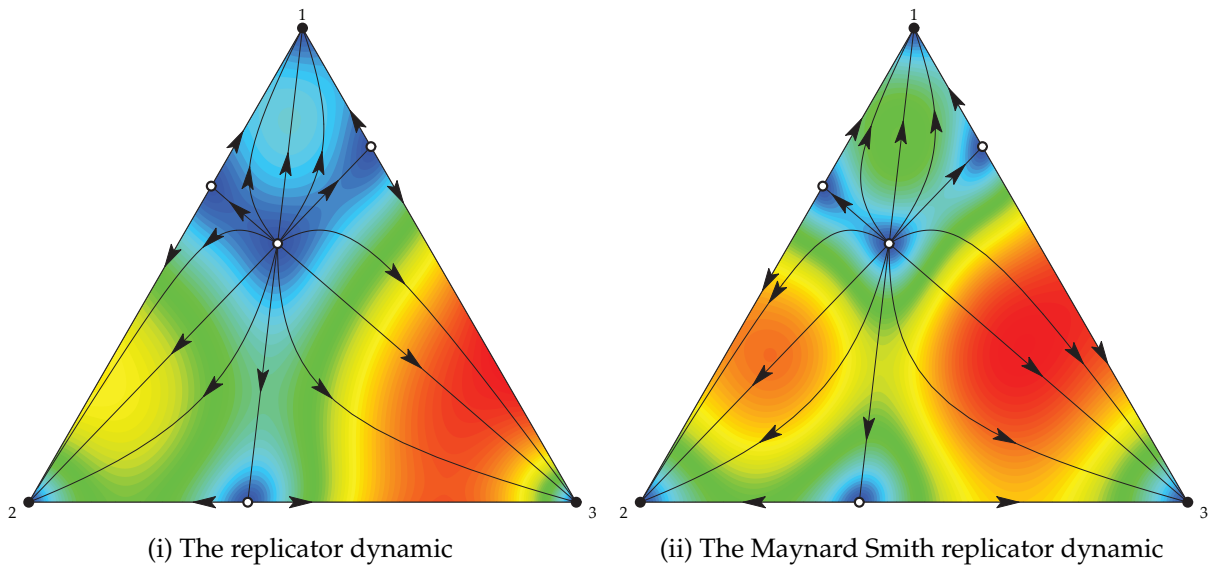 1 1
2 3 2 3
(i) The replicator dynamic (ii) The Maynard Smith replicator dynamic